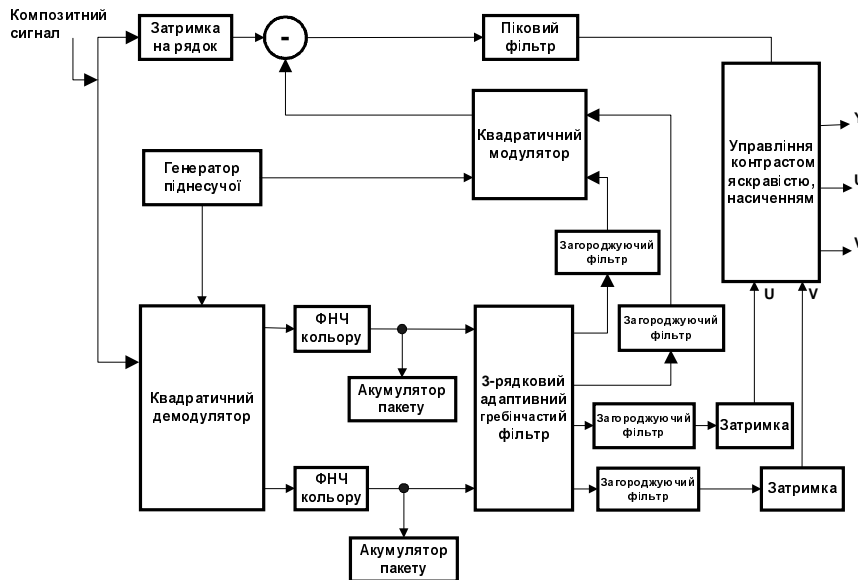 Композитний
сигнал
Затримка
на рядок
-
Піковий
фільтр
Квадратичний
модулятор
Управління
контрастом
яскравістю,
насиченням
Y
U
V
Генератор
піднесучої
Загороджуючий
фільтр
Загороджуючий
фільтр
U
V
Квадратичний
демодулятор
ФНЧ
кольору
Акумулятор
пакету
3-рядковий
адаптивний
гребінчастий
фільтр
Загороджуючий
фільтр
Затримка
ФНЧ
кольору
Загороджуючий
фільтр
Затримка
Акумулятор
пакету